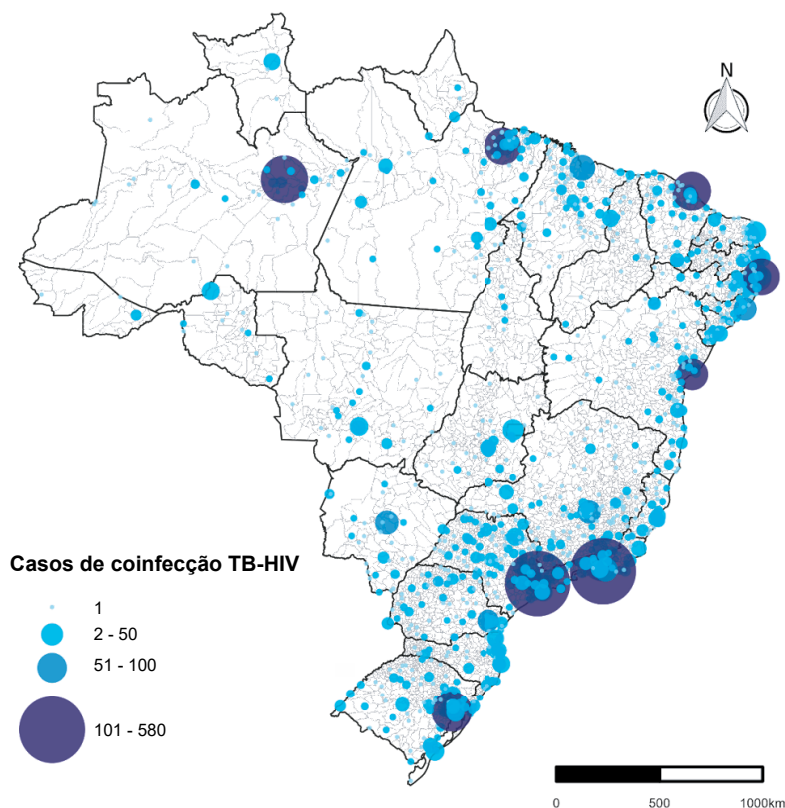 N
Casos de coinfecção TB-HIV
1
2 - 50
51 - 100
101 - 580
0 500 1000km